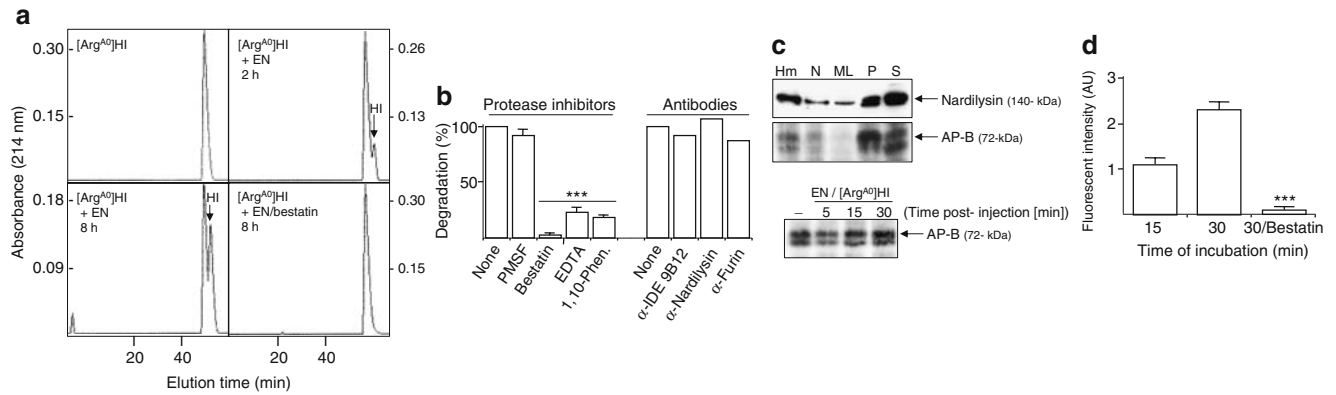 a
[Arg^A0]HI
[Arg^A0]HI
+ EN
2 h
HI
0.30
0.15
0.26
0.13
[Arg^A0]HI
+ EN
8 h
HI
[Arg^A0]HI
+ EN/bestatin
8 h
0.18
0.09
0.30
0.15
20 40 20 40
Absorbance (214 nm)
Elution time (min)
b
Protease inhibitors Antibodies
100
50
***
Degradation (%)
None
PMSF
Bestatin
EDTA
1,10-Phen.
None
α-IDE 9B12
α-Nardilysin
α-Furin
c
Hm N ML P S
Nardilysin (140- kDa)
AP-B (72-kDa)
EN / [Arg^A0]HI
– 5 15 30 (Time post- injection [min])
AP-B (72- kDa)
d
Fluorescent intensity (AU)
3
2
1
0
***
15 30 30/Bestatin
Time of incubation (min)